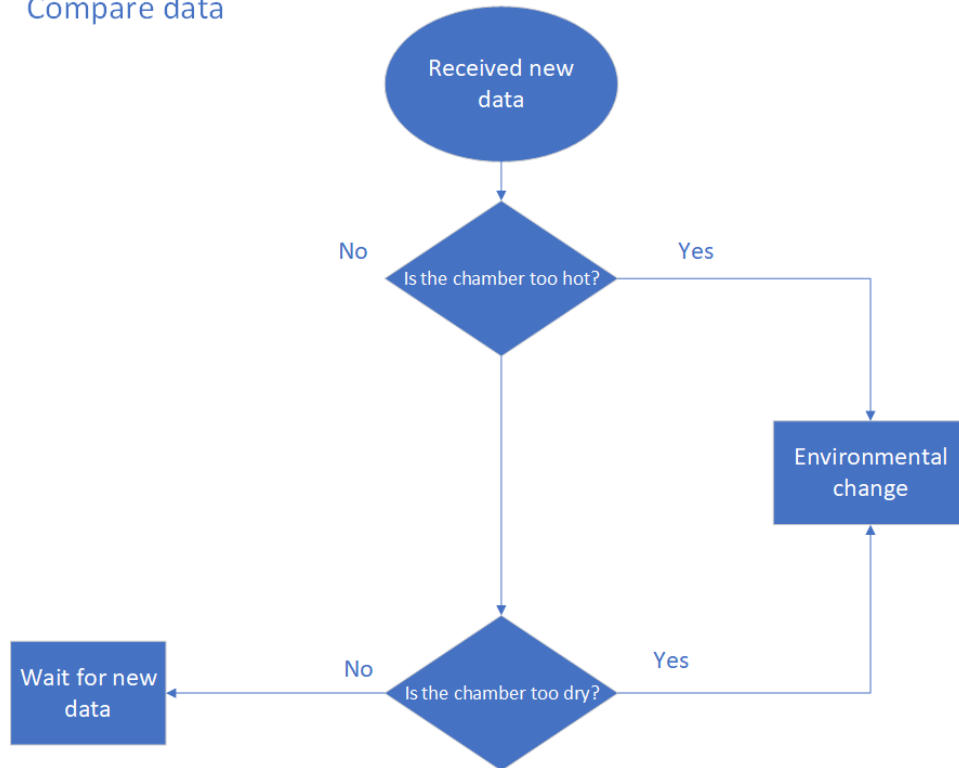 Compare data
Received new
data
No
Yes
Is the chamber too hot?
Environmental
change
No
Yes
Wait for new
data
Is the chamber too dry?